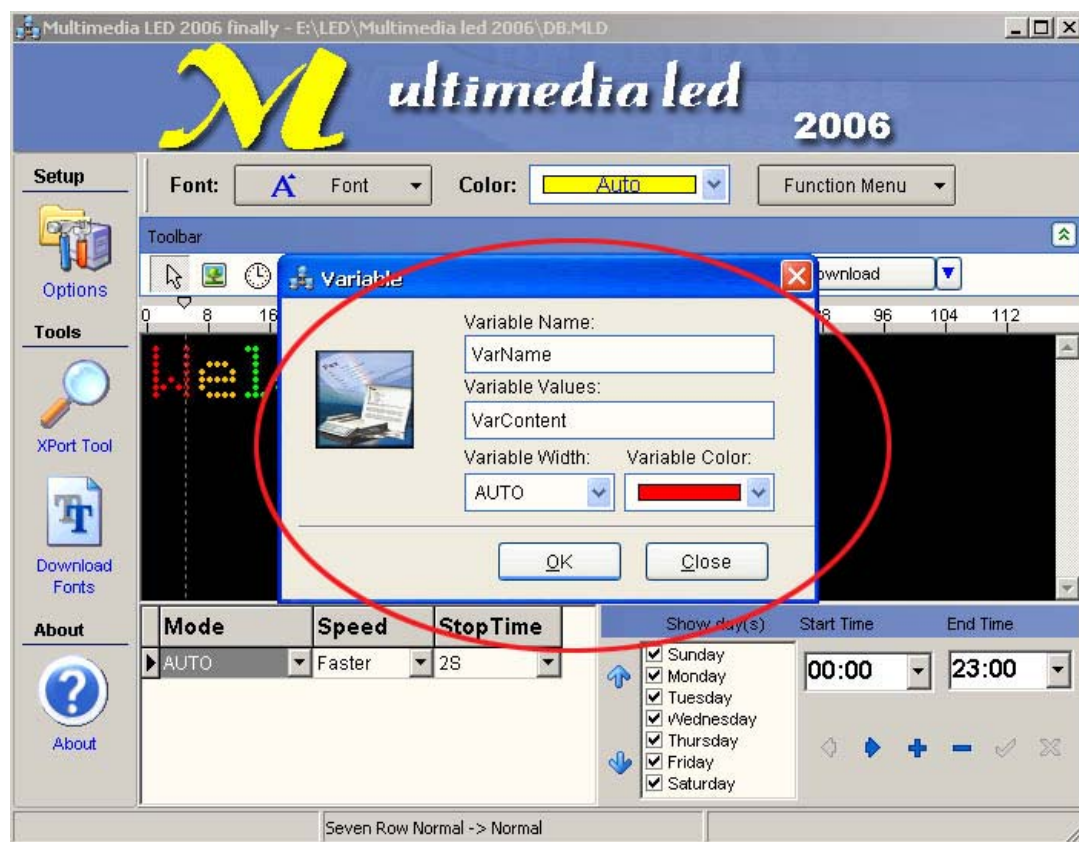 Multimedia LED 2006 finally - E:\LED\Multimedia led 2006\DB.MLD
Multimedia led
2006
Setup
Font: A Font Color: Auto Function Menu
Toolbar
Options
Variable
ownload
0 8 16 96 104 112
Tools
Wel
Variable Name:
VarName
Variable Values:
VarContent
Variable Width: Variable Color:
AUTO
OK Close
XPort Tool
Download
Fonts
About
About
Mode Speed StopTime
AUTO Faster 2S
Show day(s) Start Time End Time
Sunday
Monday
Tuesday
Wednesday
Thursday
Friday
Saturday
00:00 23:00
Seven Row Normal -> Normal